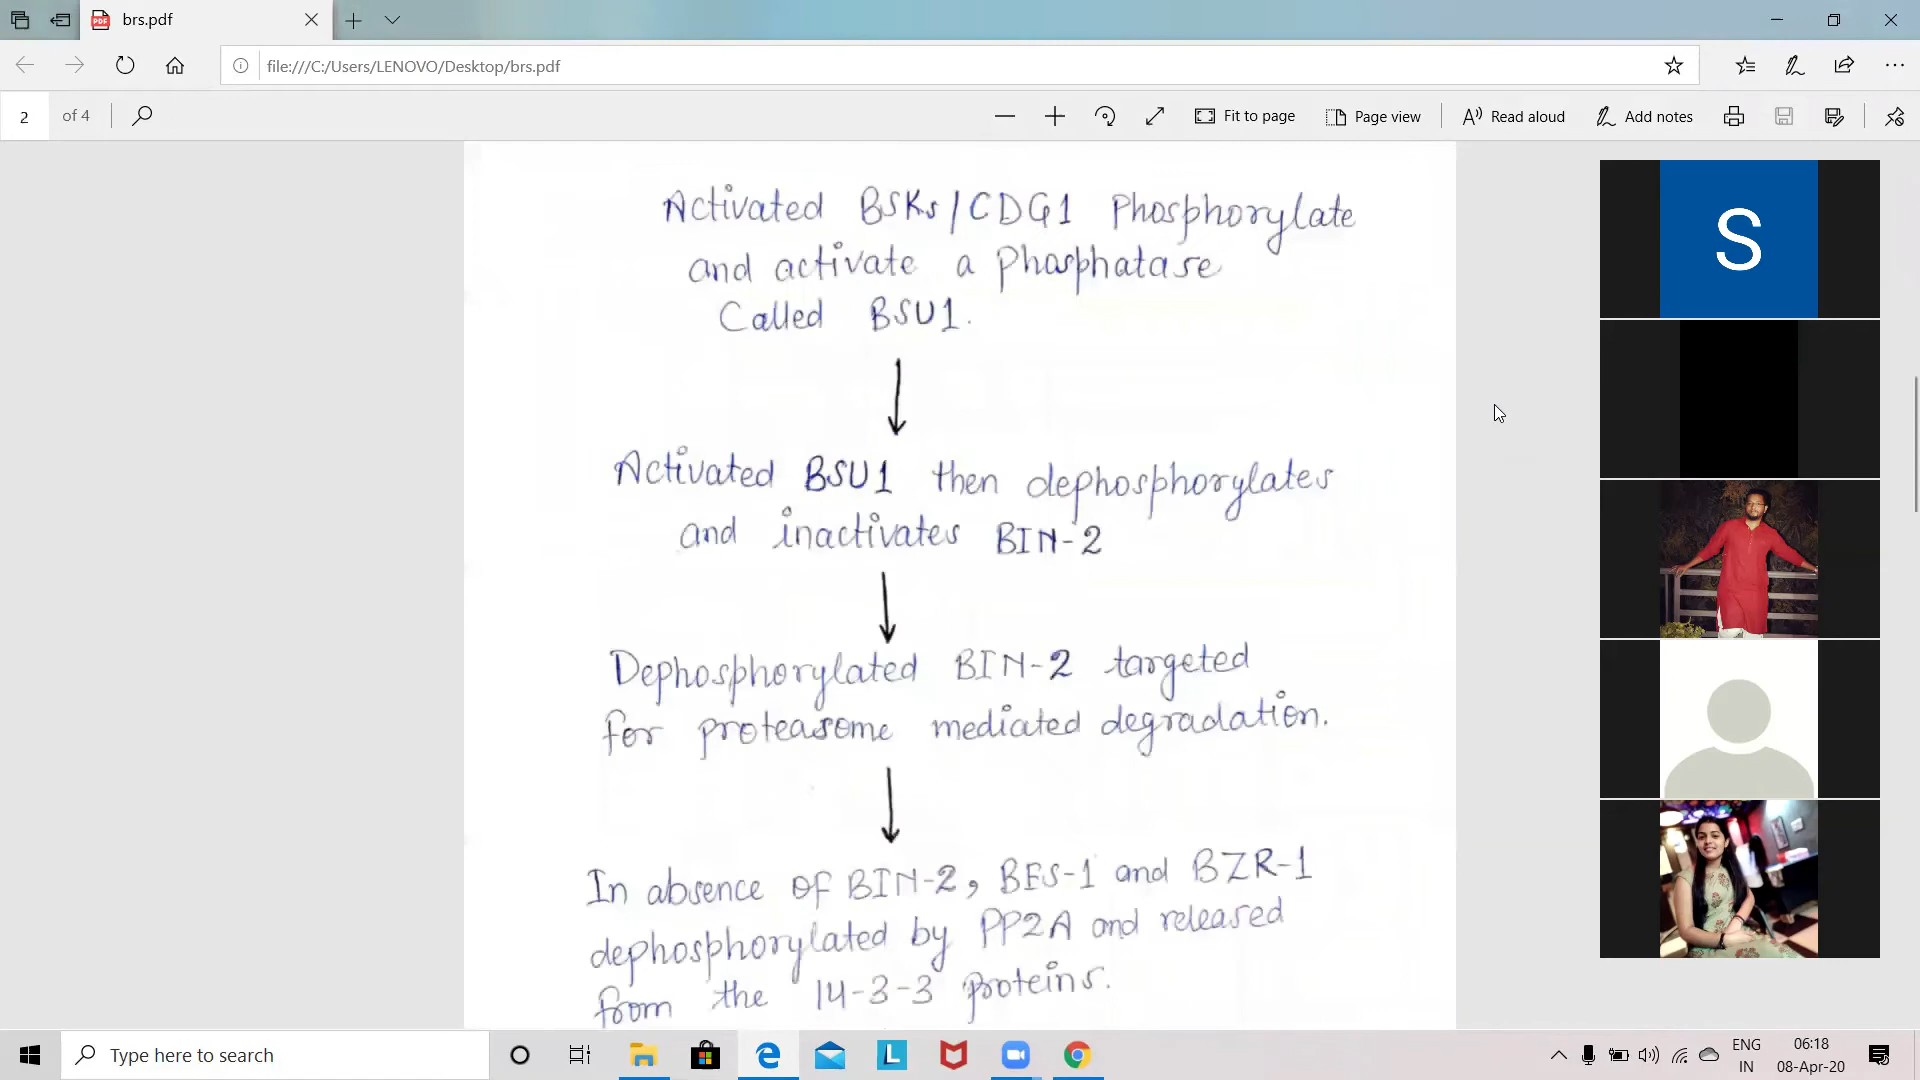 brs.pdf
file:///C:/Users/LENOVO/Desktop/brs.pdf
2 of 4
Fit to page
Page view
Read aloud
Add notes
Activated BSKs/CDG1 Phosphorylate
and activate a Phosphatase
Called BSU1.
Activated BSU1 then dephosphorylates
and inactivates BIN-2
Dephosphorylated BIN-2 targeted
for proteasome mediated degradation.
In absence of BIN-2, BES-1 and BZR-1
dephosphorylated by PP2A and released
from the 14-3-3 proteins.
S
Type here to search
L
ENG
IN
06:18
08-Apr-20